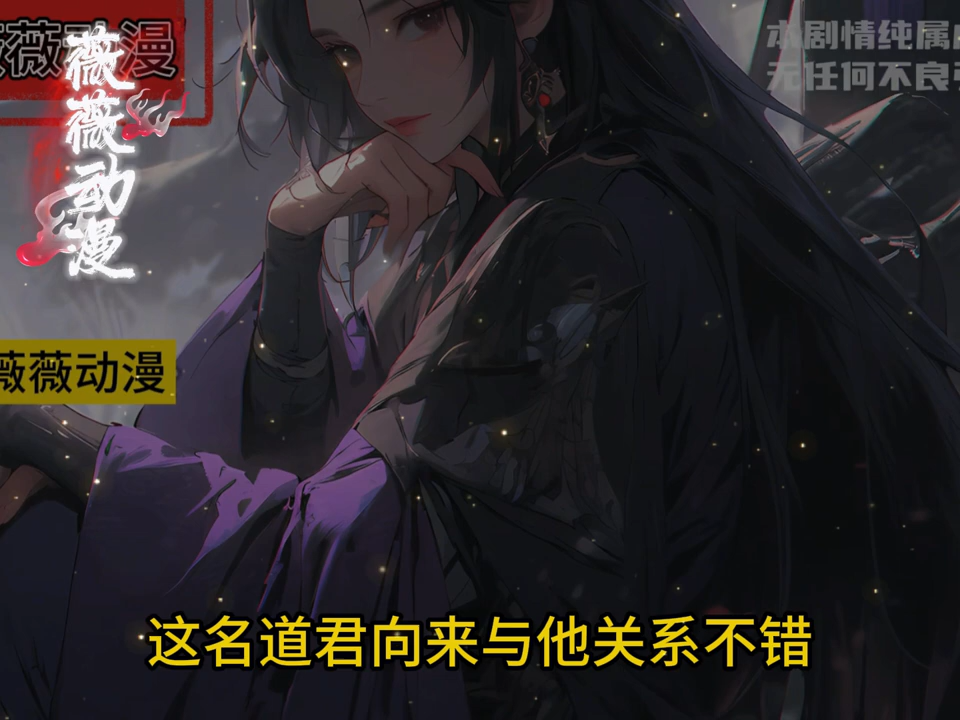 薇薇动漫
薇薇动漫
本剧情纯属
无任何不良
薇薇动漫
这名道君向来与他关系不错